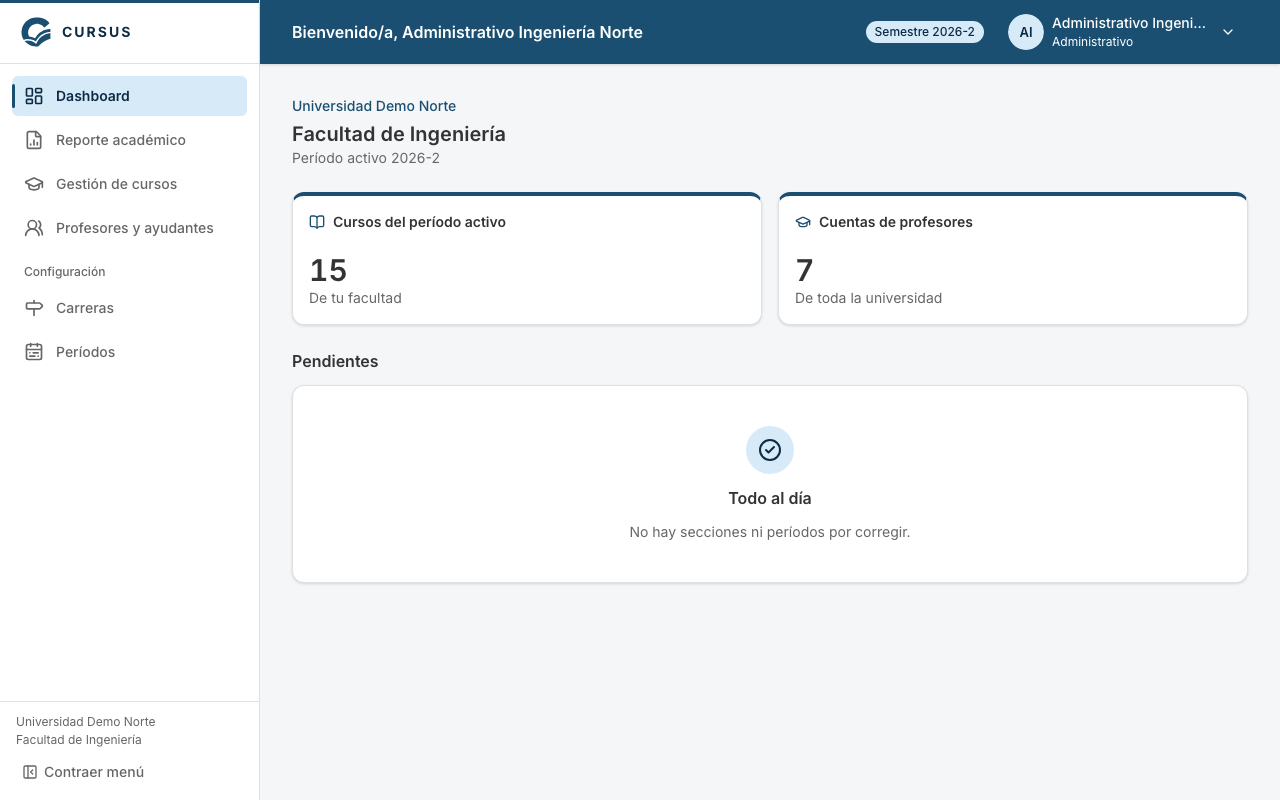 CURSUS
Bienvenido/a, Administrativo Ingeniería Norte
Semestre 2026-2
AI
Administrativo Ingeni...
Administrativo
Dashboard
Reporte académico
Gestión de cursos
Profesores y ayudantes
Configuración
Carreras
Períodos
Universidad Demo Norte
Facultad de Ingeniería
Período activo 2026-2
Cursos del período activo
15
De tu facultad
Cuentas de profesores
7
De toda la universidad
Pendientes
Todo al día
No hay secciones ni períodos por corregir.
Universidad Demo Norte
Facultad de Ingeniería
Contraer menú